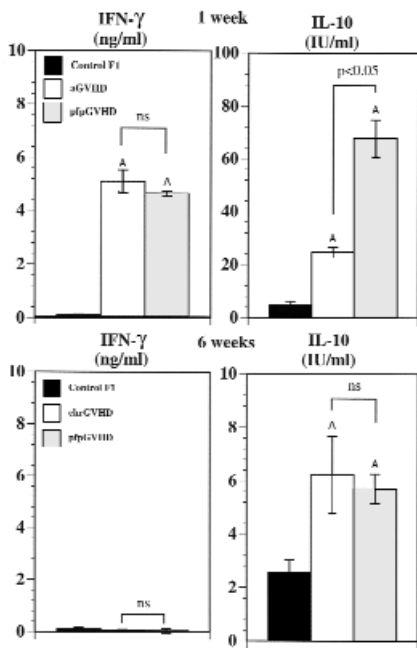 1 week
IFN-γ
(ng/ml)
10
8
6
4
2
0
Control F1
aGVHD
pfpGVHD
ns
A
A
IL-10
(IU/ml)
100
80
60
40
20
0
p<0.05
A
A
6 weeks
IFN-γ
(ng/ml)
10
8
6
4
2
0
Control F1
chrGVHD
pfpGVHD
ns
IL-10
(IU/ml)
10
8
6
4
2
0
ns
A
A